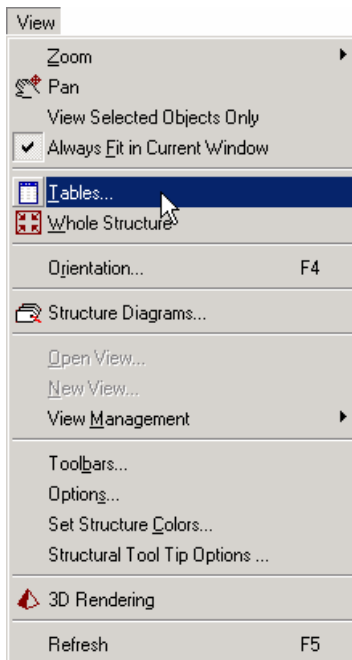 View
Zoom
Pan
View Selected Objects Only
Always Fit in Current Window
Tables...
Whole Structure
Orientation... F4
Structure Diagrams...
Open View...
New View...
View Management
Toolbars...
Options...
Set Structure Colors...
Structural Tool Tip Options ...
3D Rendering
Refresh F5